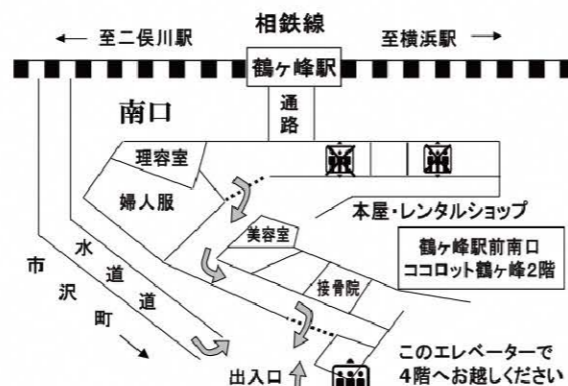 相鉄線
← 至二俣川駅
至横浜駅 →
鶴ヶ峰駅
通路
南口
理容室
婦人服
本屋・レンタルショップ
美容室
鶴ヶ峰駅前南口
ココロット鶴ヶ峰2階
接骨院
水道道
市沢町
このエレベーターで
4階へお越しください
出入口